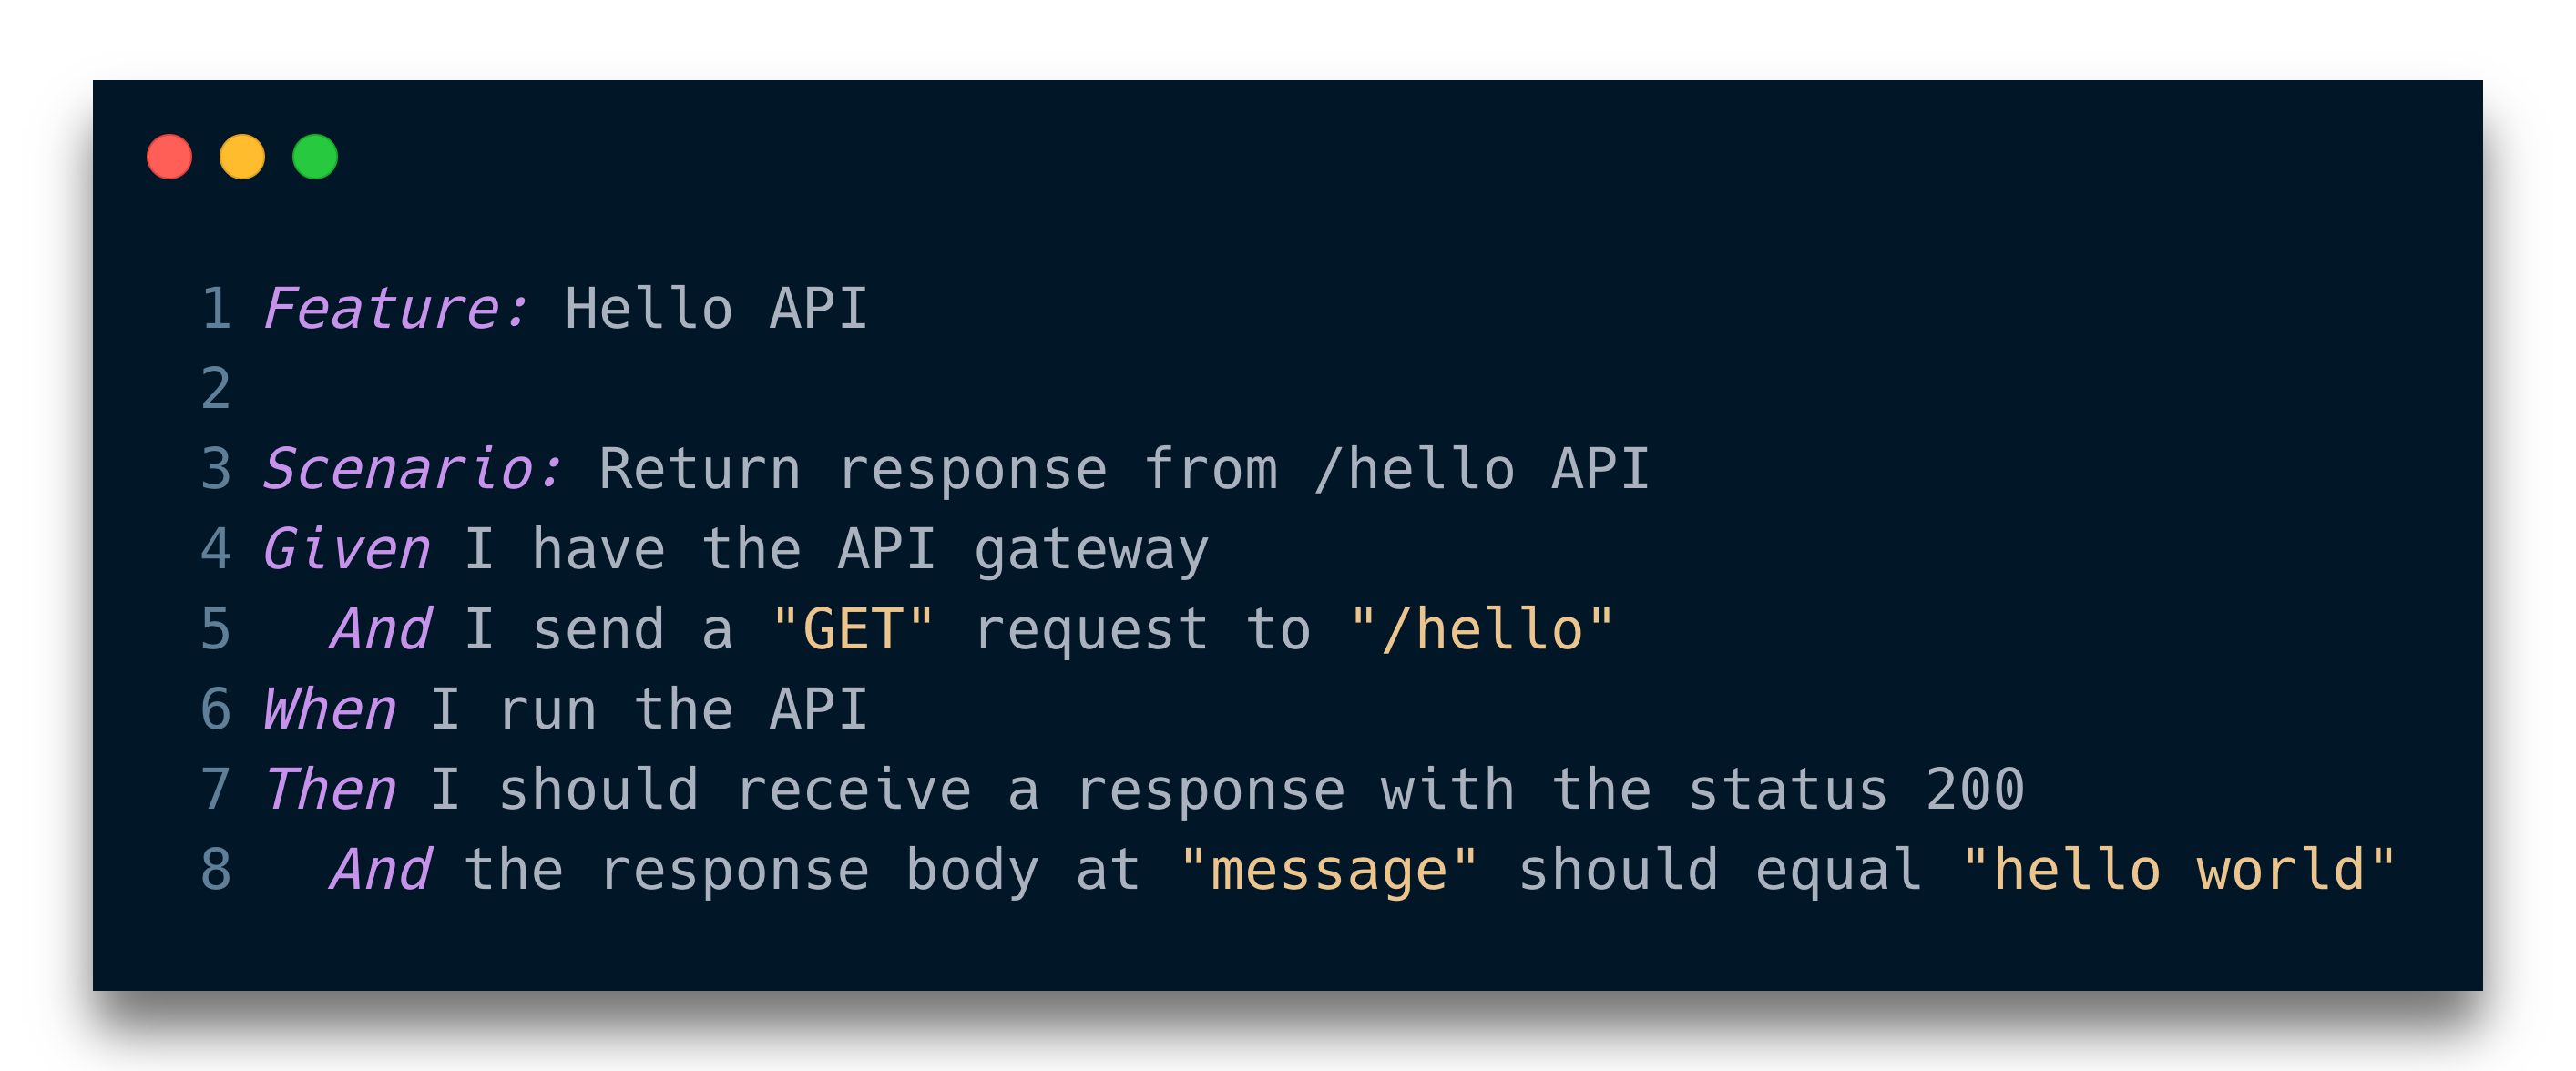 1 Feature: Hello API
2
3 Scenario: Return response from /hello API
4 Given I have the API gateway
5   And I send a "GET" request to "/hello"
6 When I run the API
7 Then I should receive a response with the status 200
8   And the response body at "message" should equal "hello world"